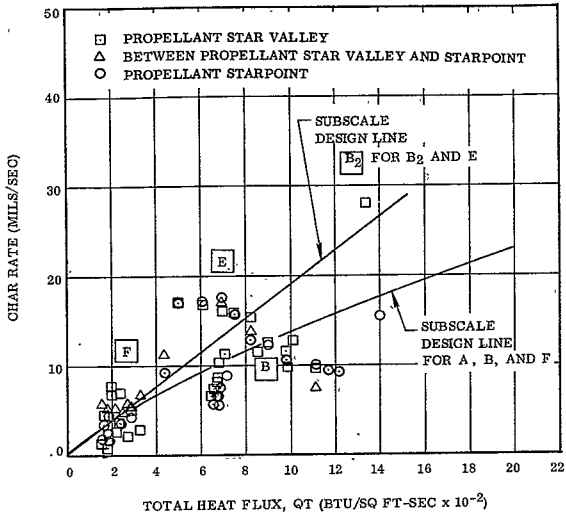 50
PROPELLANT STAR VALLEY
BETWEEN PROPELLANT STAR VALLEY AND STARPOINT
PROPELLANT STARPOINT
40
SUBSCALE
DESIGN LINE
B2 FOR B2 AND E
30
E
20
F
B
10
SUBSCALE
DESIGN LINE
FOR A, B, AND F
.0
0 2 4 6 8 10 12 14 16 18 20 22
CHAR RATE (MILS/SEC)
TOTAL HEAT FLUX, QT (BTU/SQ FT-SEC x 10-2)